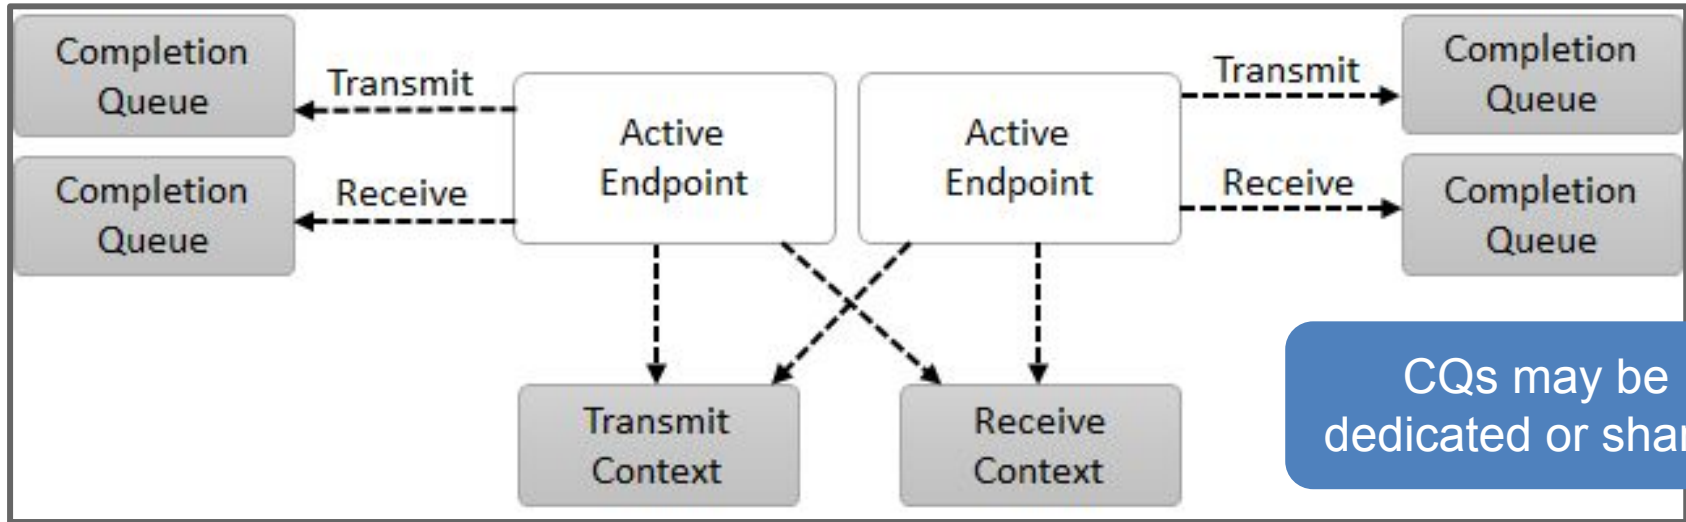 Completion
Queue
Transmit
Completion
Queue
Receive
Active
Endpoint
Active
Endpoint
Transmit
Completion
Queue
Receive
Completion
Queue
Transmit
Context
Receive
Context
CQs may be
dedicated or